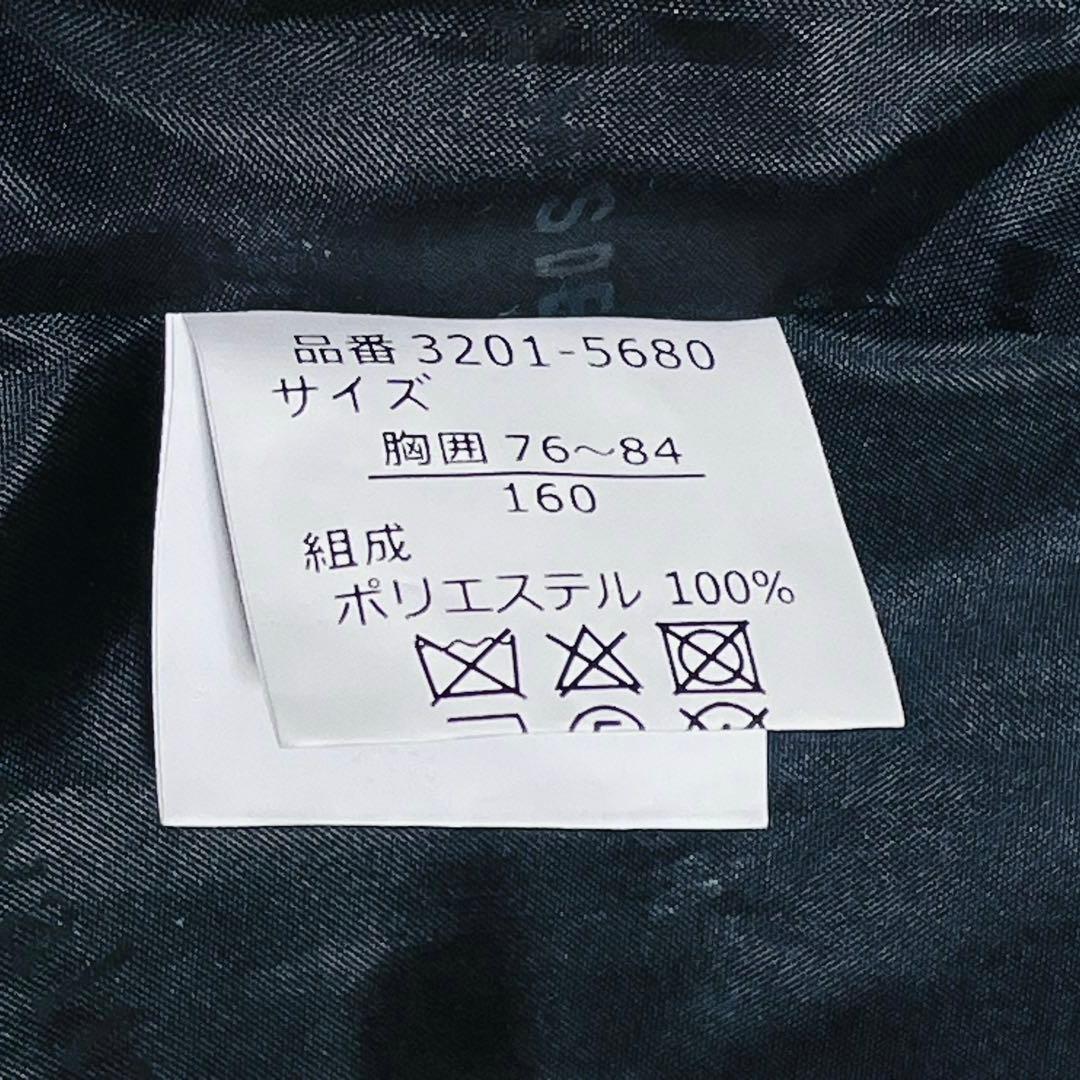 品番 3201-5680
サイズ
胸囲 76～84
160
組成
ポリエステル 100%